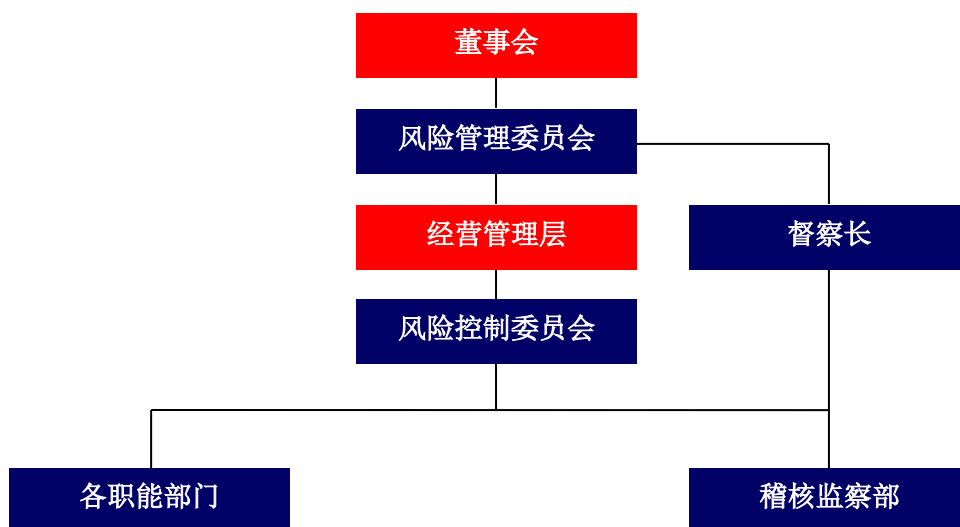 董事会
风险管理委员会
经营管理层
督察长
风险控制委员会
各职能部门
稽核监察部